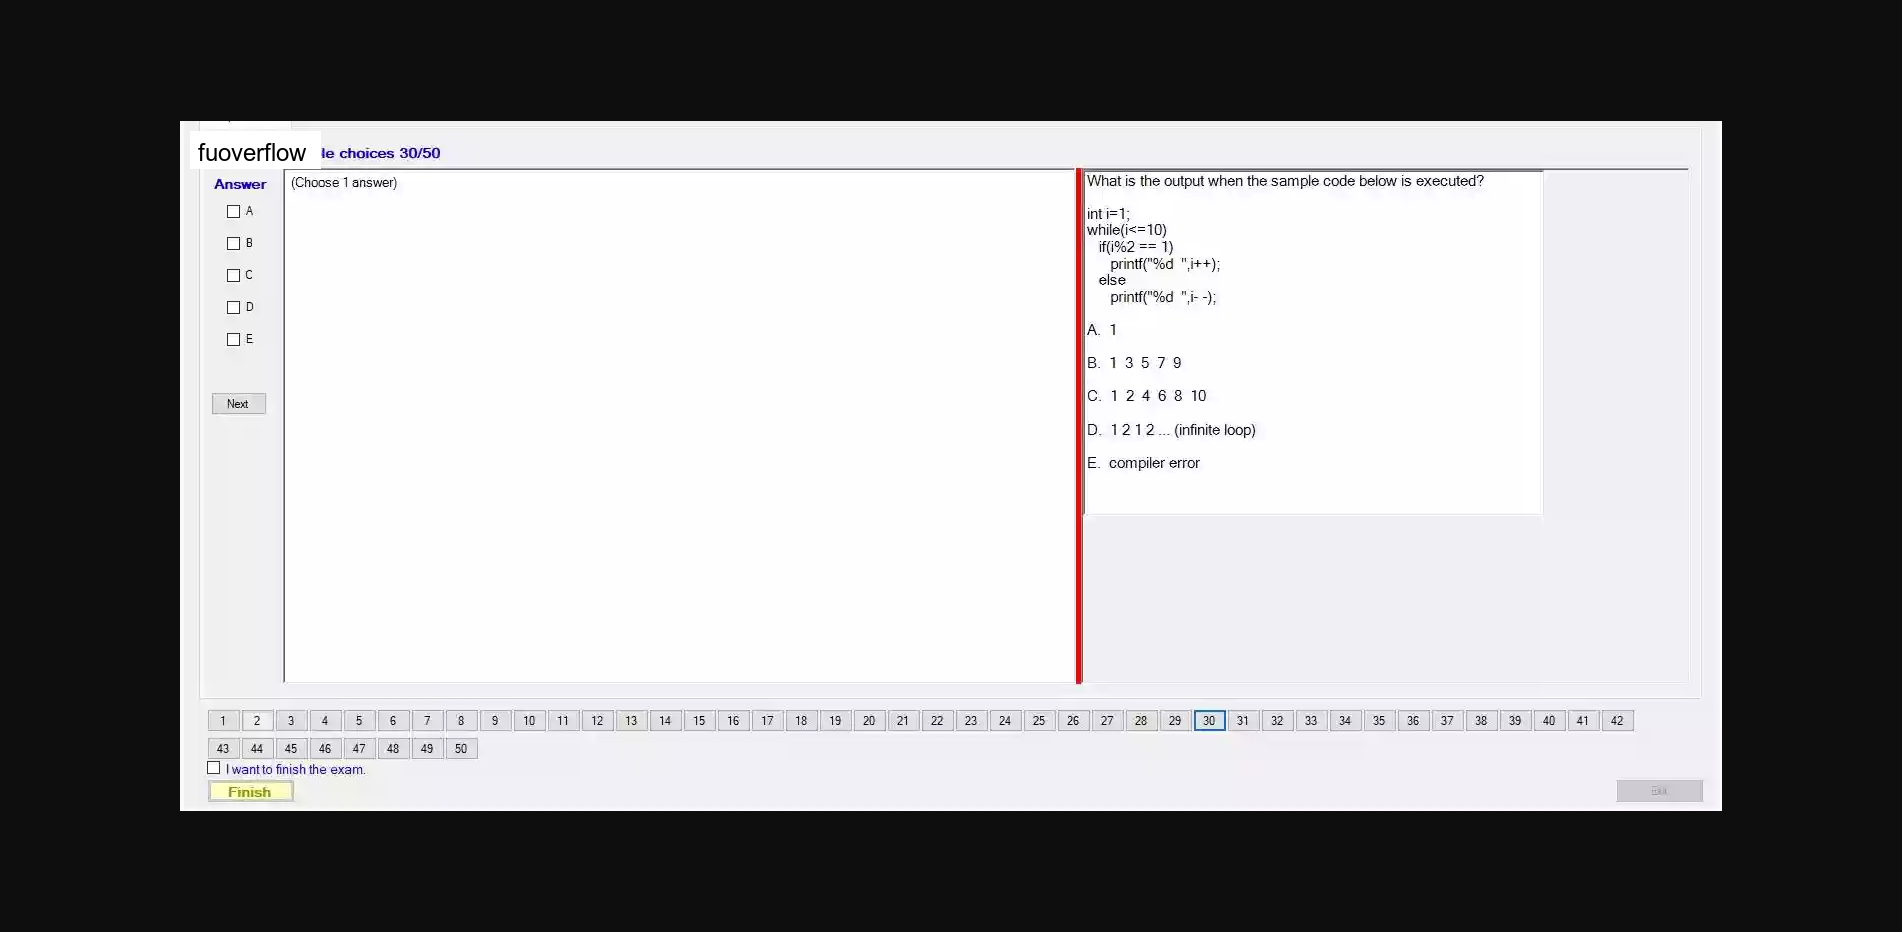 fuoverflow
le choices 30/50
Answer
(Choose 1 answer)
A
B
C
D
E
Next
What is the output when the sample code below is executed?
int i=1;
while(i<=10)
if(i%2 == 1)
printf("%d  ",i++);
else
printf("%d  ",i- -);
A.  1
B.  1  3  5  7  9
C.  1  2  4  6  8  10
D.  1 2 1 2 ... (infinite loop)
E.  compiler error
1 2 3 4 5 6 7 8 9 10 11 12 13 14 15 16 17 18 19 20 21 22 23 24 25 26 27 28 29 30 31 32 33 34 35 36 37 38 39 40 41 42
43 44 45 46 47 48 49 50
I want to finish the exam.
Finish
Exit